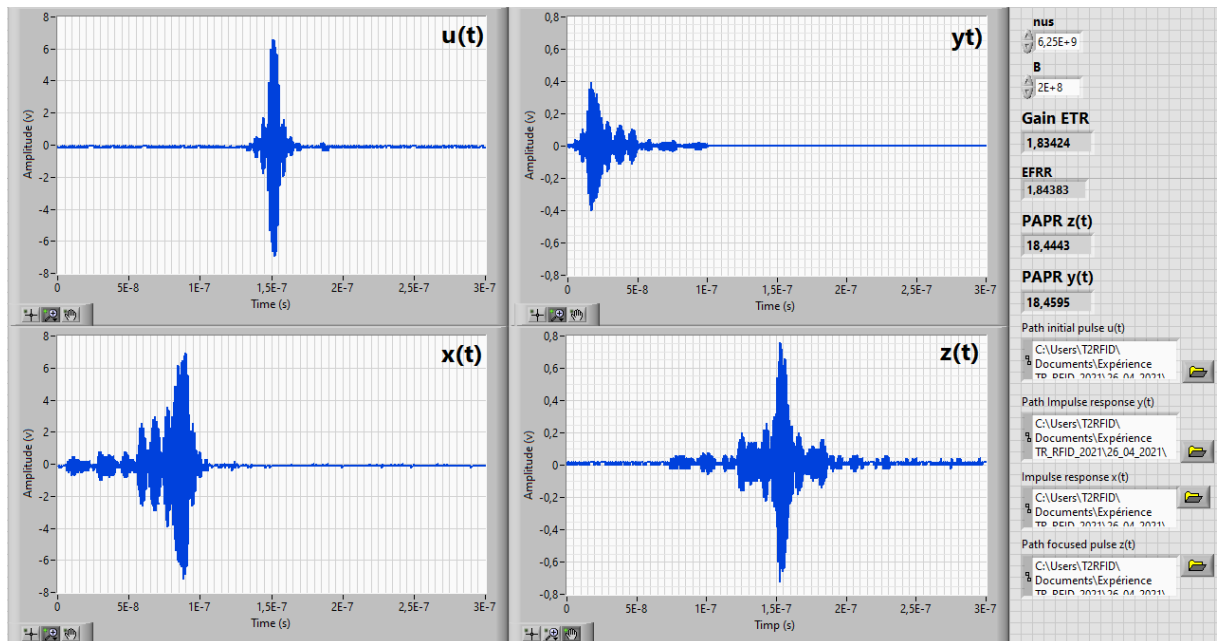 u(t)
Amplitude (v)
8-
6-
4-
2-
0-
-2-
-4-
-6-
-8-
0 5E-8 1E-7 1,5E-7 2E-7 2,5E-7 3E-7
Time (s)
yt)
Amplitude (v)
0,8-
0,6-
0,4-
0,2-
0-
-0,2-
-0,4-
-0,6-
-0,8-
0 5E-8 1E-7 1,5E-7 2E-7 2,5E-7 3E-7
Time (s)
x(t)
Amplitude (v)
8-
6-
4-
2-
0-
-2-
-4-
-6-
-8-
0 5E-8 1E-7 1,5E-7 2E-7 2,5E-7 3E-7
Time (s)
z(t)
Amplitude (v)
0,8-
0,6-
0,4-
0,2-
0-
-0,2-
-0,4-
-0,6-
-0,8-
0 5E-8 1E-7 1,5E-7 2E-7 2,5E-7 3E-7
Timp (s)
nus
6,25E+9
B
2E+8
Gain ETR
1,83424
EFRR
1,84383
PAPR z(t)
18,4443
PAPR y(t)
18,4595
Path initial pulse u(t)
C:\Users\T2RFID\
Documents\Expérience
TR_RFID_2021\26_04_2021\
Path Impulse response y(t)
C:\Users\T2RFID\
Documents\Expérience
TR_RFID_2021\26_04_2021\
Impulse response x(t)
C:\Users\T2RFID\
Documents\Expérience
TR_RFID_2021\26_04_2021\
Path focused pulse z(t)
C:\Users\T2RFID\
Documents\Expérience
TR_RFID_2021\26_04_2021\